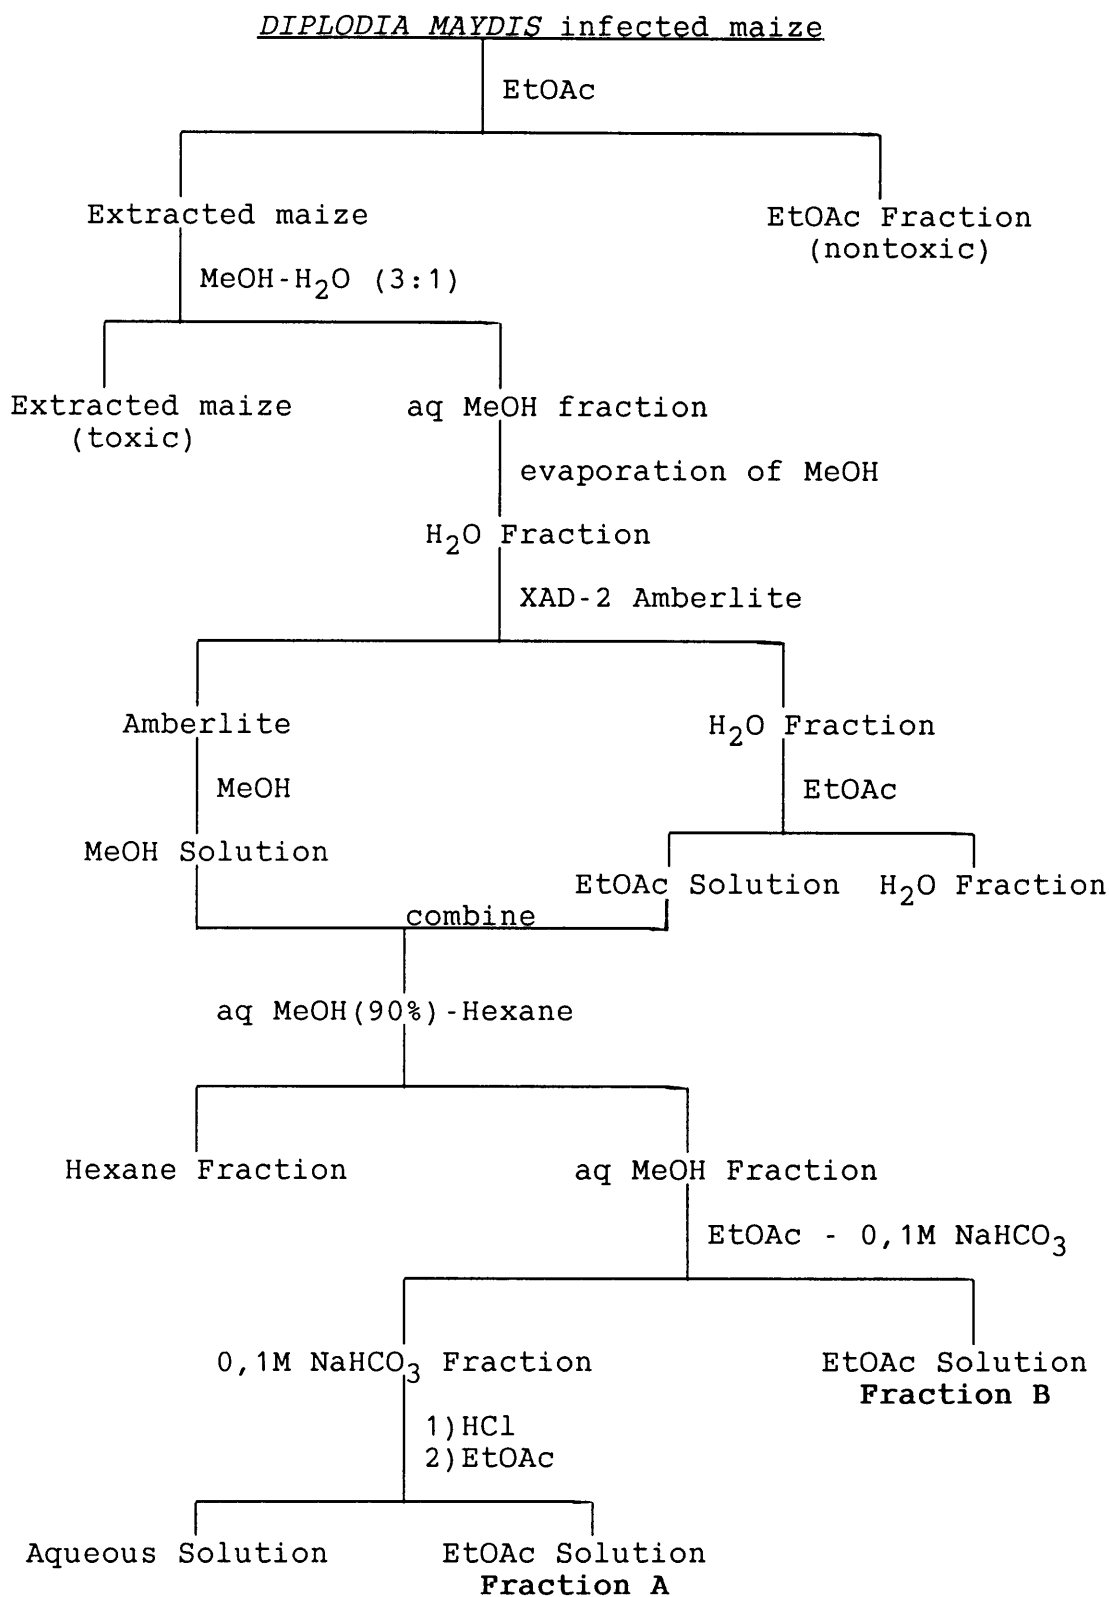 DIPLODIA MAYDIS infected maize
EtOAc
Extracted maize
EtOAc Fraction
(nontoxic)
MeOH-H₂O (3:1)
Extracted maize
(toxic)
aq MeOH fraction
evaporation of MeOH
H₂O Fraction
XAD-2 Amberlite
Amberlite
H₂O Fraction
MeOH
EtOAc
MeOH Solution
EtOAc Solution
H₂O Fraction
combine
aq MeOH(90%)-Hexane
Hexane Fraction
aq MeOH Fraction
EtOAc - 0,1M NaHCO₃
0,1M NaHCO₃ Fraction
EtOAc Solution
Fraction B
1)HCl
2)EtOAc
Aqueous Solution
EtOAc Solution
Fraction A